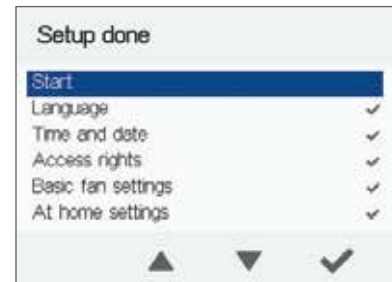 Setup done
Start
Language
Time and date
Access rights
Basic fan settings
At home settings